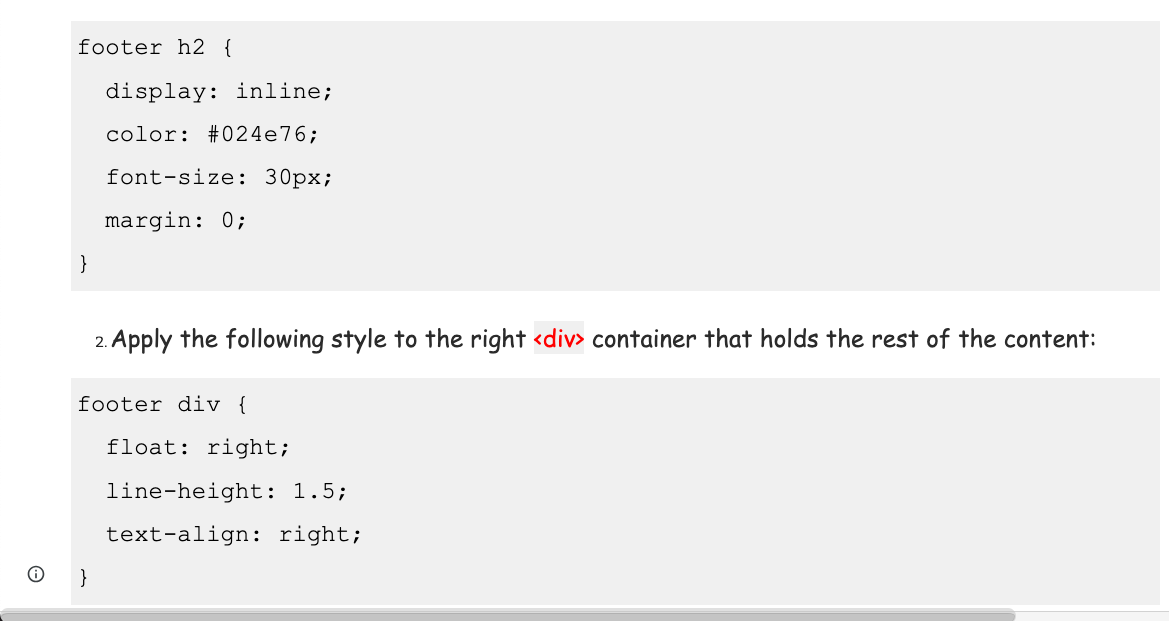 footer h2 {
  display: inline;
  color: #024e76;
  font-size: 30px;
  margin: 0;
}
2. Apply the following style to the right <div> container that holds the rest of the content:
footer div {
  float: right;
  line-height: 1.5;
  text-align: right;
}